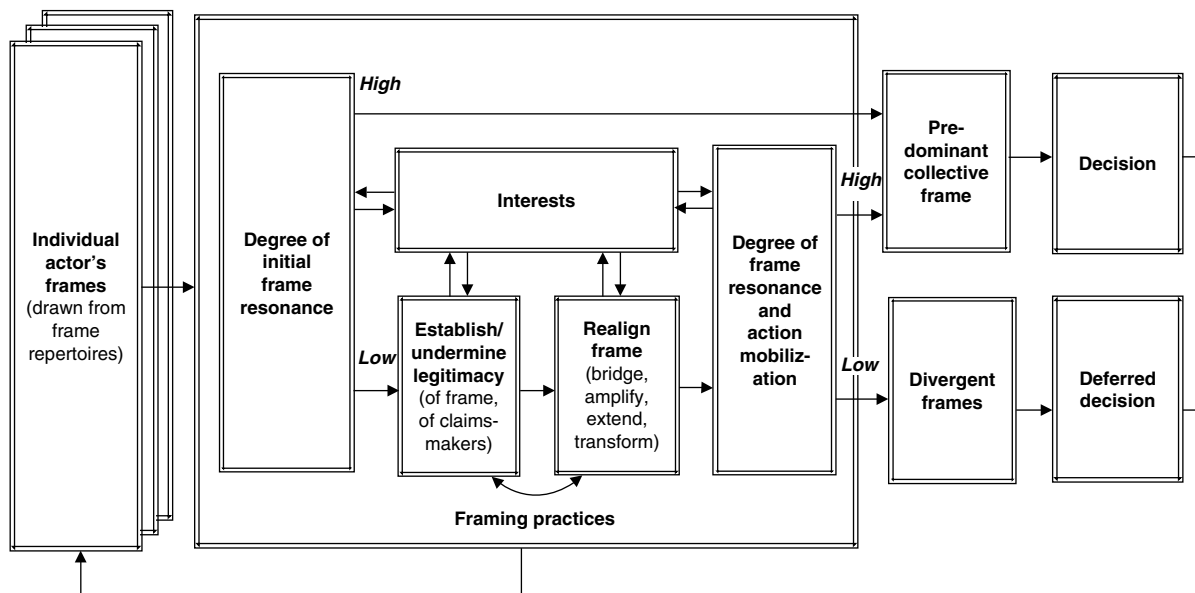 Individual
actor's
frames
(drawn from
frame
repertoires)
Degree of
initial
frame
resonance
High
Low
Interests
Establish/
undermine
legitimacy
(of frame,
of claims-
makers)
Realign
frame
(bridge,
amplify,
extend,
transform)
Framing practices
Degree of
frame
resonance
and
action
mobiliz-
ation
High
Low
Pre-
dominant
collective
frame
Decision
Divergent
frames
Deferred
decision